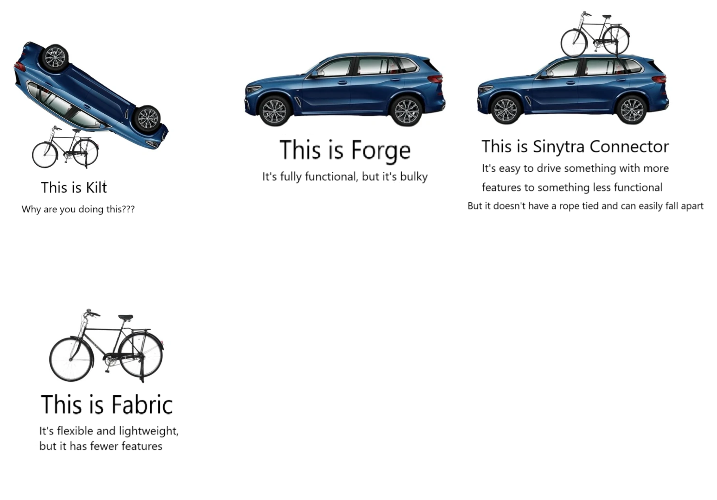 This is Kilt
Why are you doing this???
This is Forge
It's fully functional, but it's bulky
This is Sinytra Connector
It's easy to drive something with more
features to something less functional
But it doesn't have a rope tied and can easily fall apart
This is Fabric
It's flexible and lightweight,
but it has fewer features